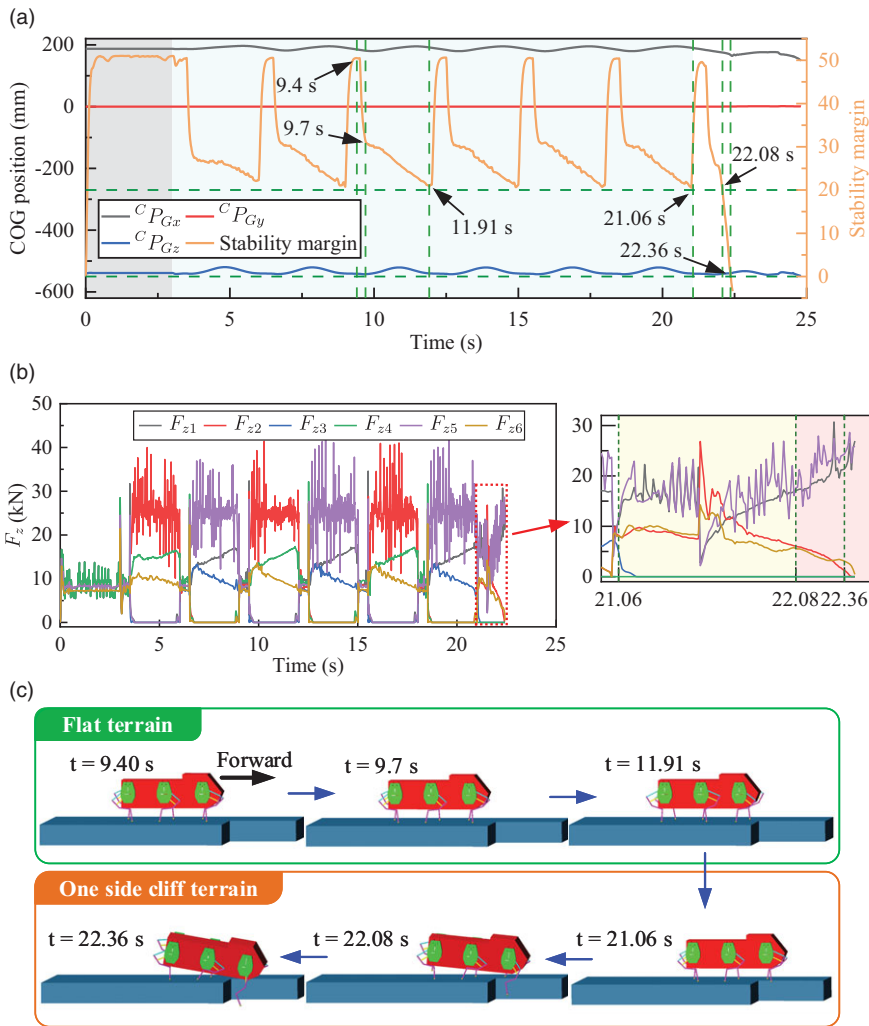 (a)
200
0
-200
-400
-600
COG position (mm)
50
40
30
20
10
0
Stability margin
9.4 s
9.7 s
11.91 s
21.06 s
22.08 s
22.36 s
ᶜP_Gx ᶜP_Gy
ᶜP_Gz Stability margin
0 5 10 15 20 25
Time (s)
(b)
50
40
30
20
10
0
F_z (kN)
F_z1 F_z2 F_z3 F_z4 F_z5 F_z6
0 5 10 15 20 25
Time (s)
30
20
10
0
21.06 22.08 22.36
(c)
Flat terrain
t = 9.40 s Forward t = 9.7 s t = 11.91 s
One side cliff terrain
t = 22.36 s t = 22.08 s t = 21.06 s